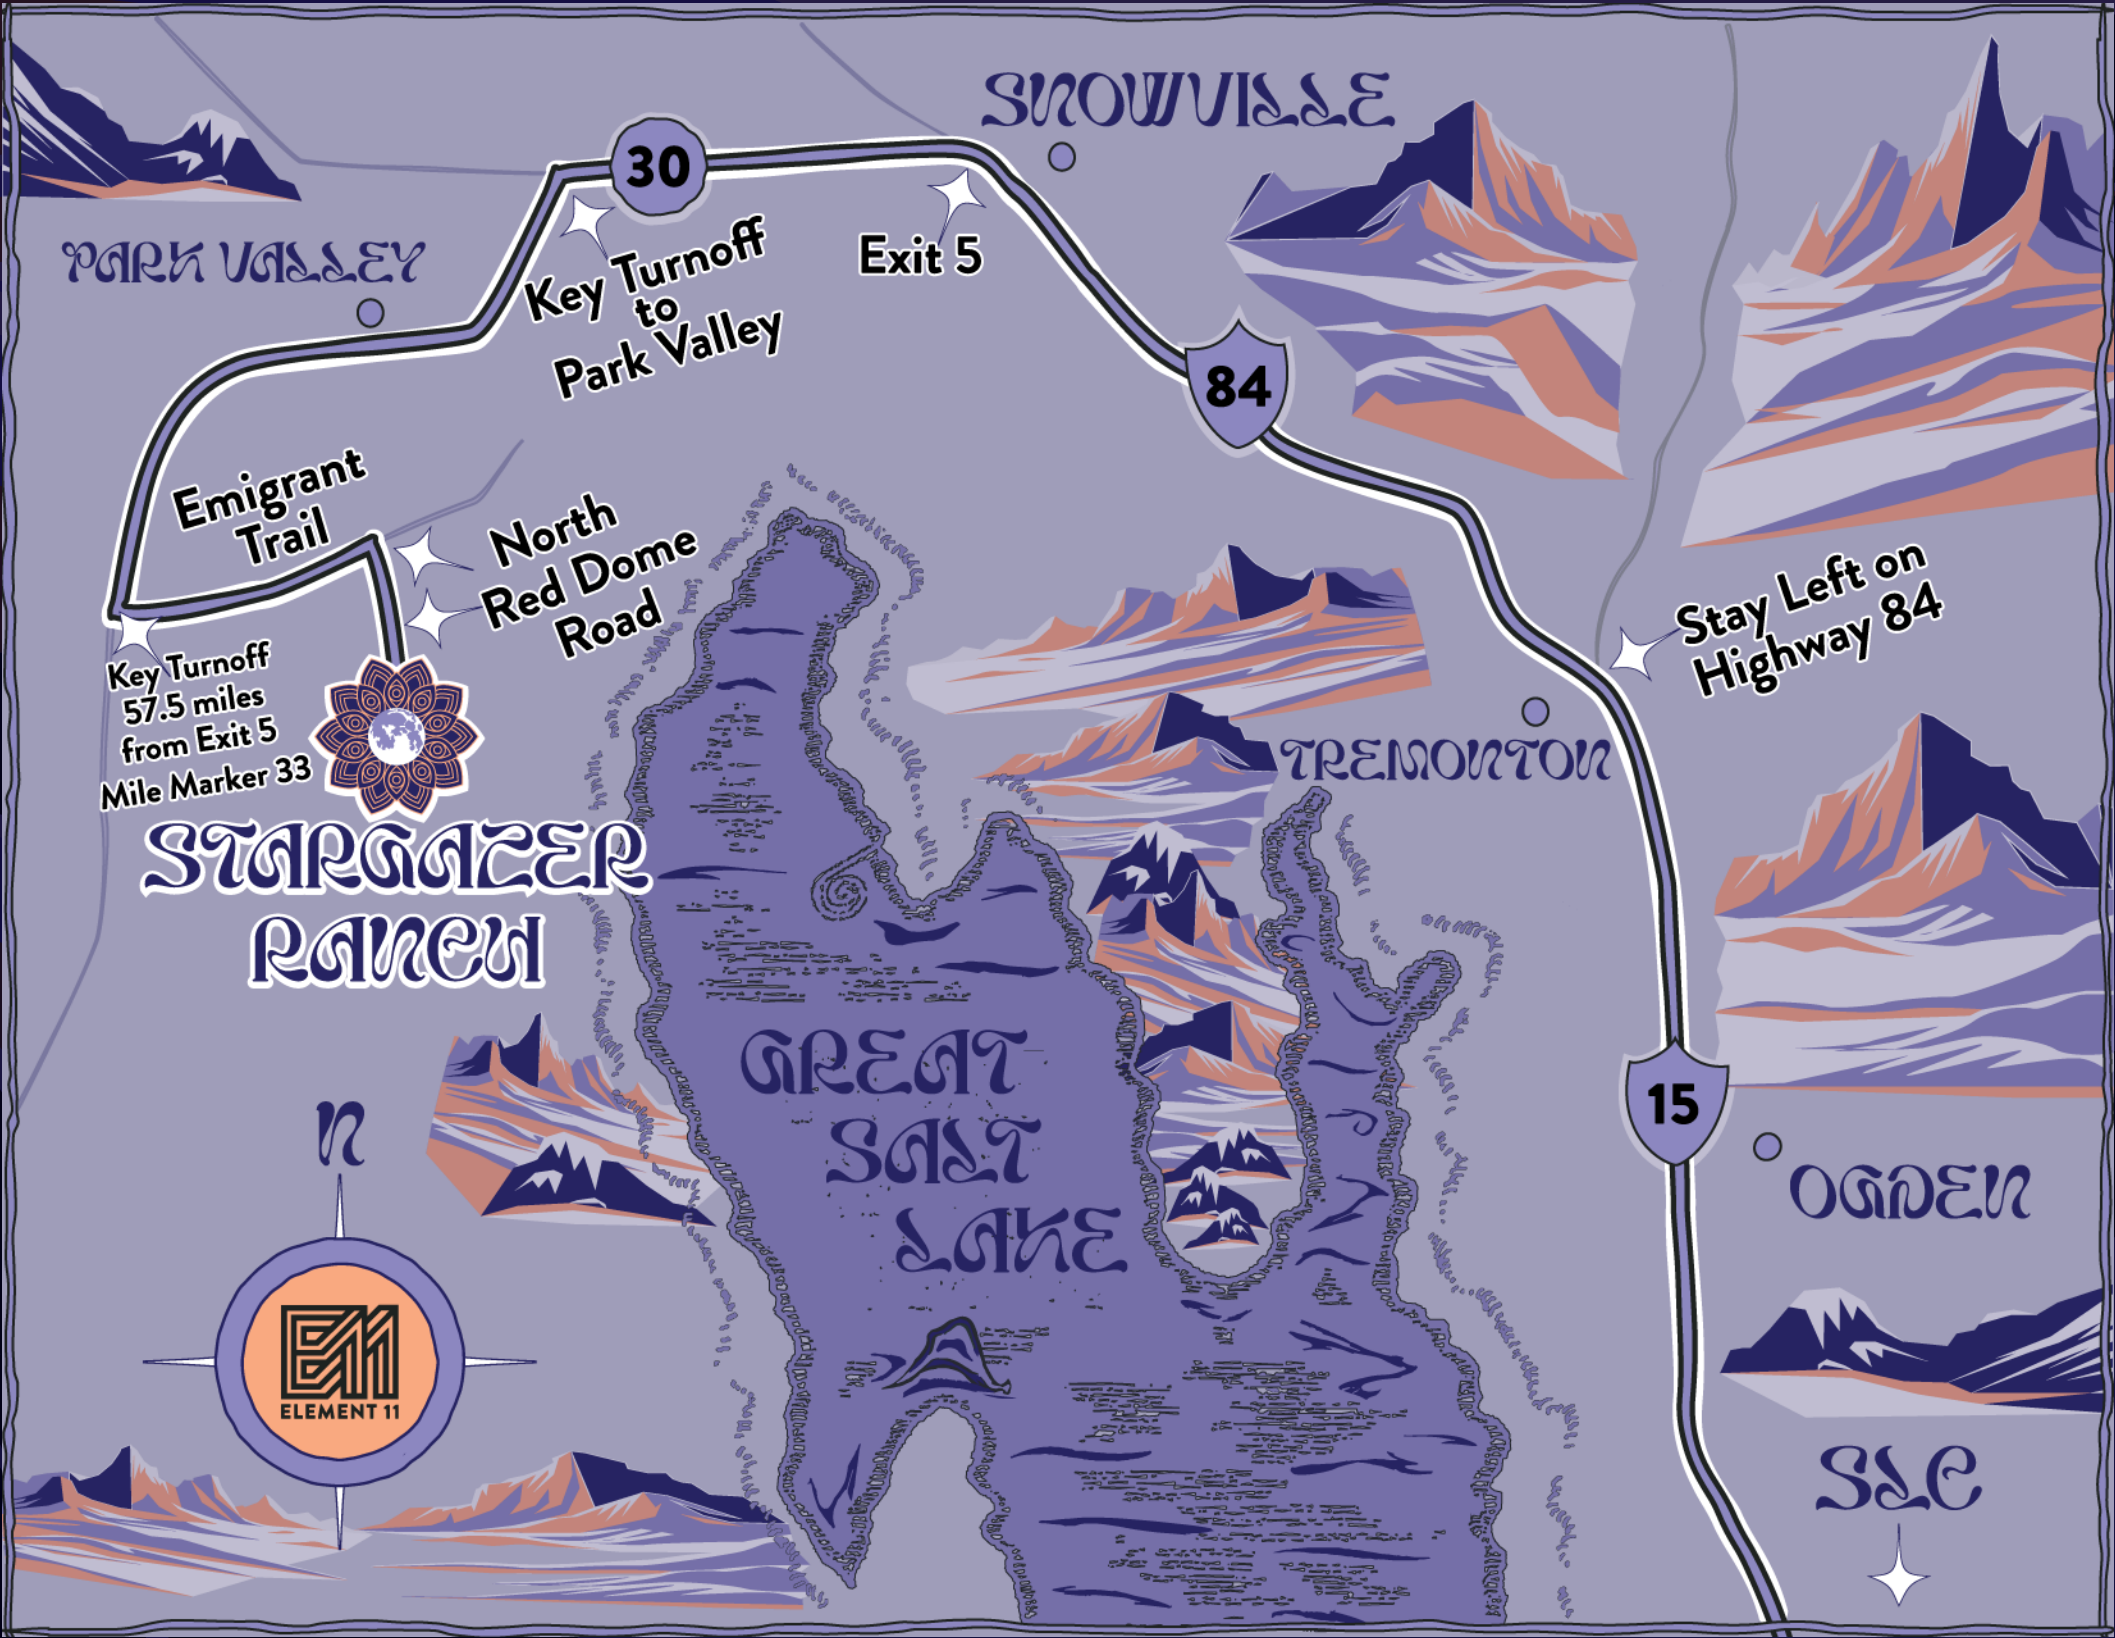 SNOWVILLE
30
PARK VALLEY
Key Turnoff
to
Park Valley
Exit 5
84
Emigrant
Trail
North
Red Dome
Road
Stay Left on
Highway 84
Key Turnoff
57.5 miles
from Exit 5
Mile Marker 33
TREMONTON
STARGAZER
RANCH
GREAT
SALT
LAKE
15
N
OGDEN
E11
ELEMENT 11
SLC